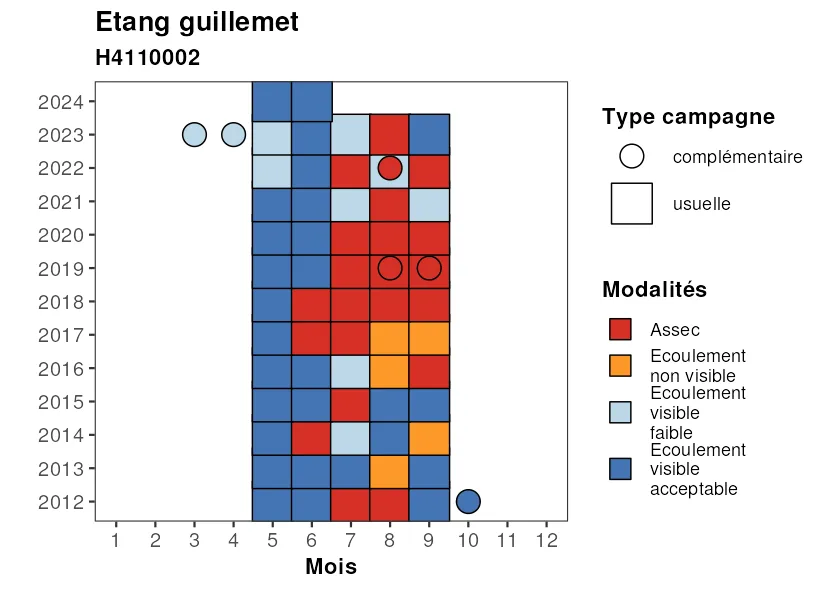 Etang guillemet
H4110002
2024
2023
2022
2021
2020
2019
2018
2017
2016
2015
2014
2013
2012
1 2 3 4 5 6 7 8 9 10 11 12
Mois
Type campagne
complémentaire
usuelle
Modalités
Assec
Ecoulement
non visible
Ecoulement
visible
faible
Ecoulement
visible
acceptable